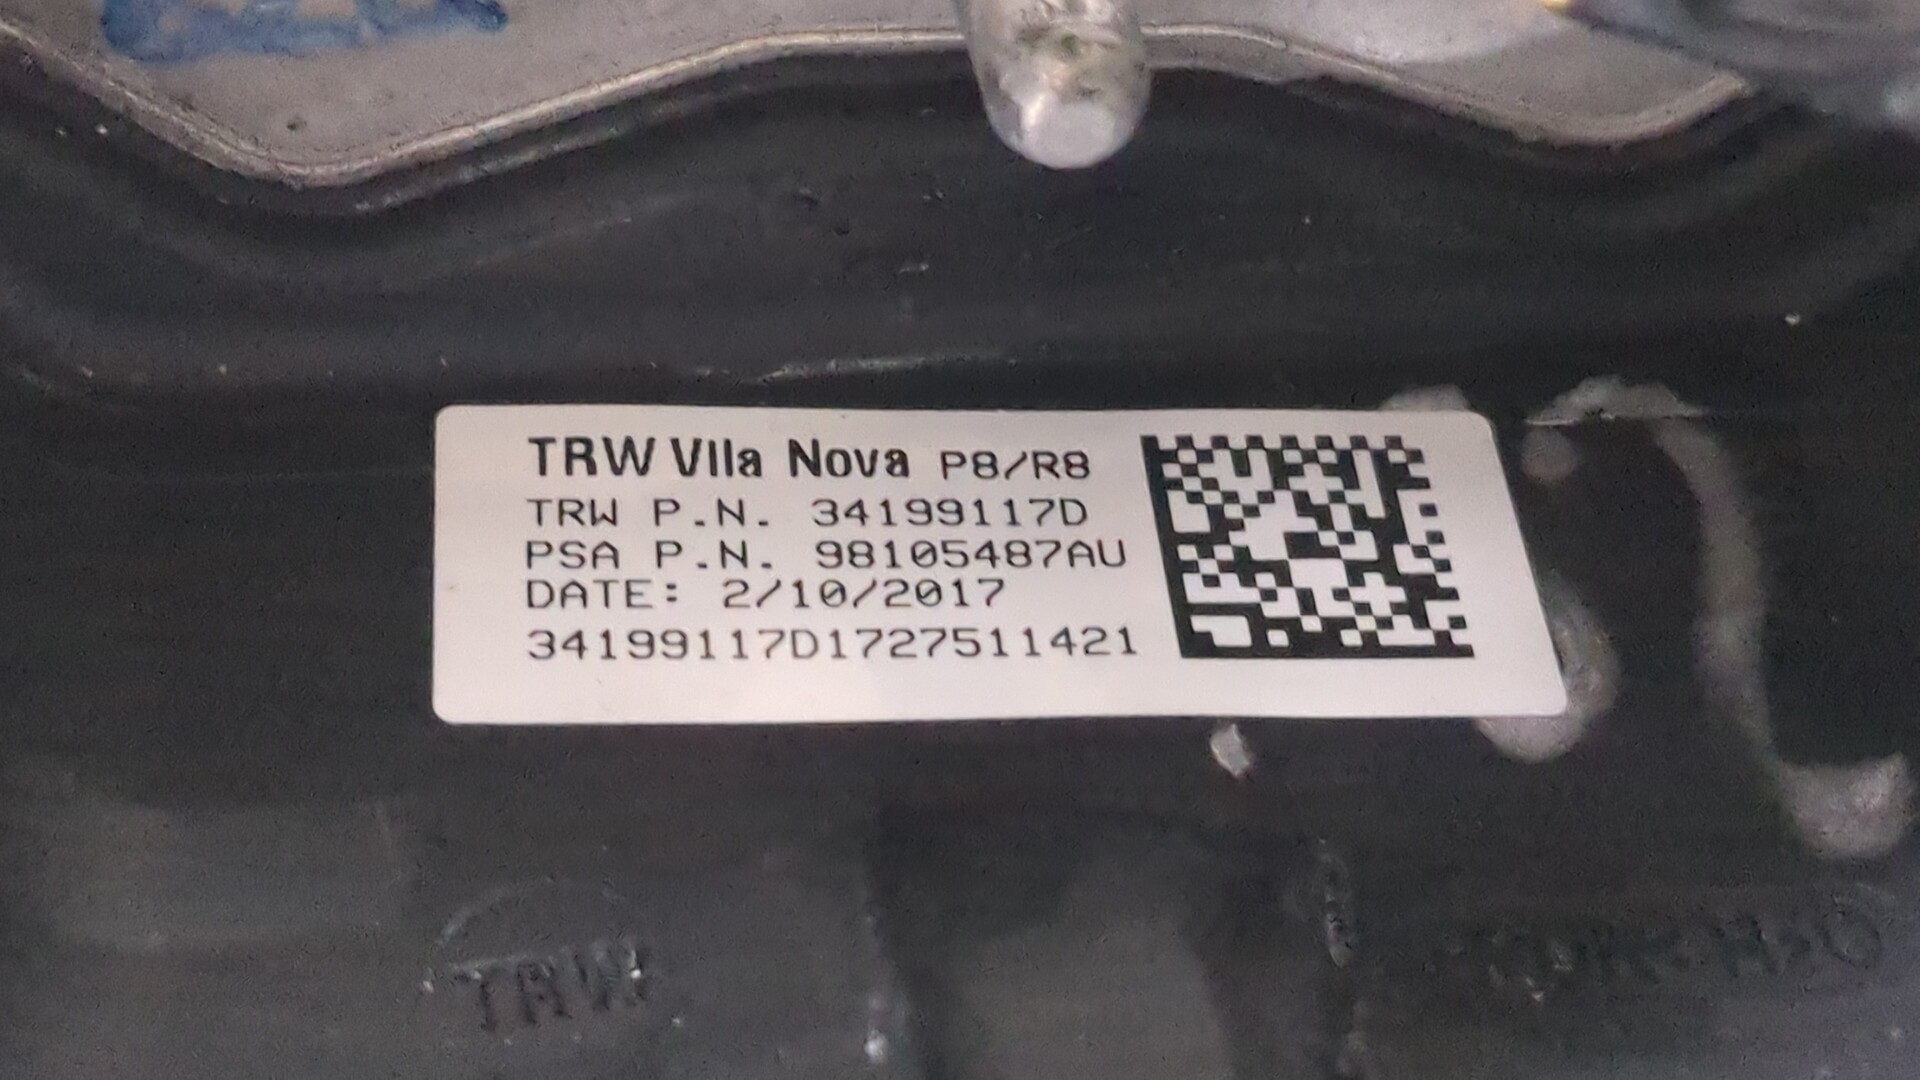 TRW Vila Nova P8/R8
TRW P.N. 34199117D
PSA P.N. 98105487AU
DATE: 2/10/2017
34199117D1727511421
TRW